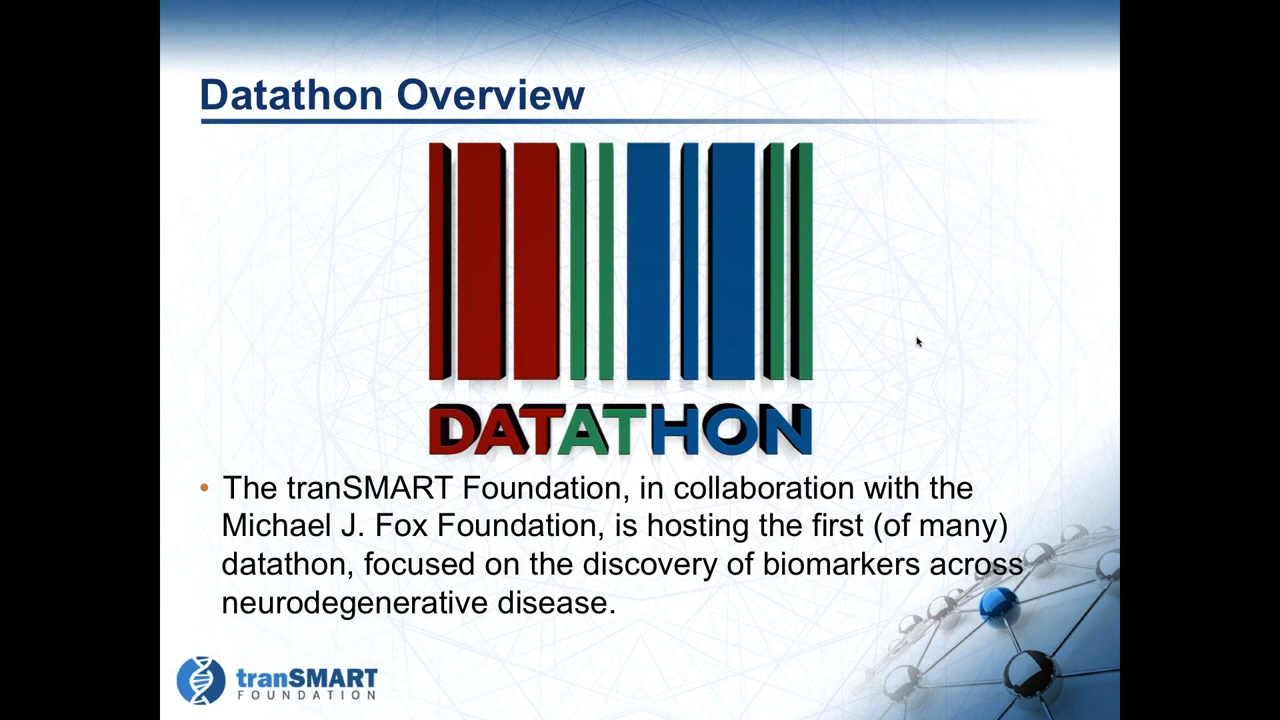 Datathon Overview
DATATHON
• The tranSMART Foundation, in collaboration with the
Michael J. Fox Foundation, is hosting the first (of many)
datathon, focused on the discovery of biomarkers across
neurodegenerative disease.
tranSMART
FOUNDATION